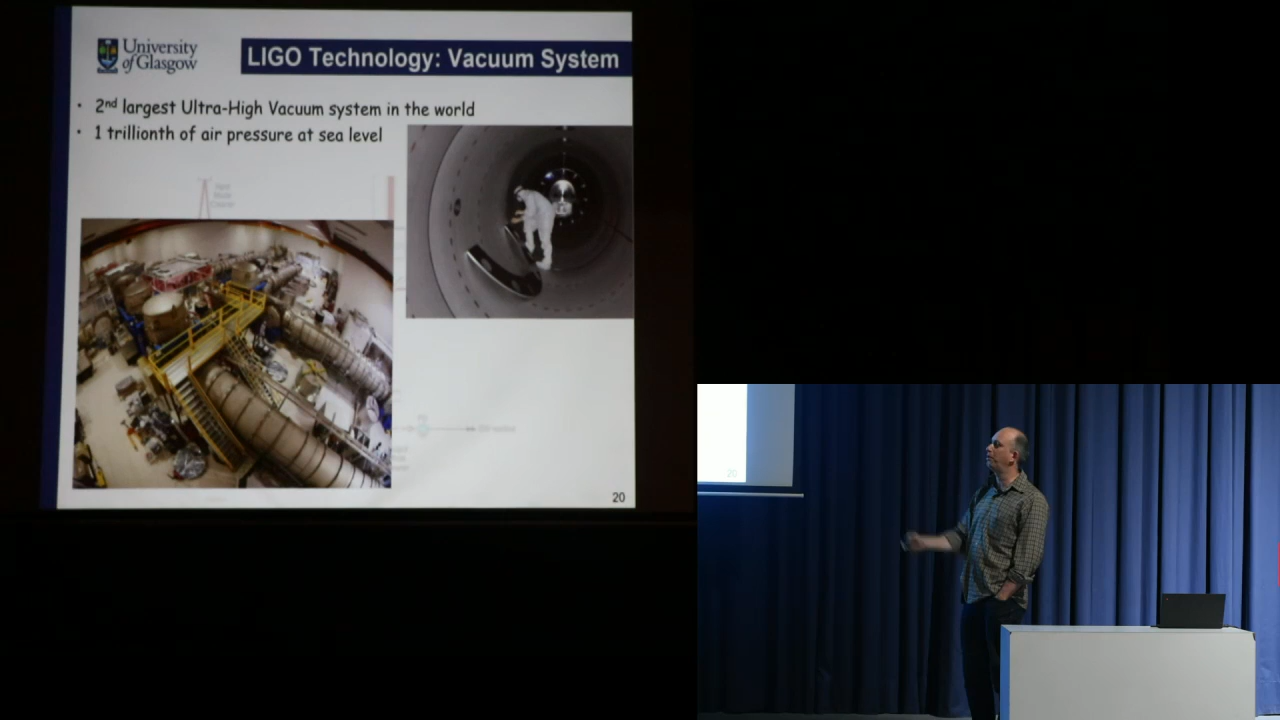 University
of Glasgow
LIGO Technology: Vacuum System
• 2nd largest Ultra-High Vacuum system in the world
• 1 trillionth of air pressure at sea level
20
20